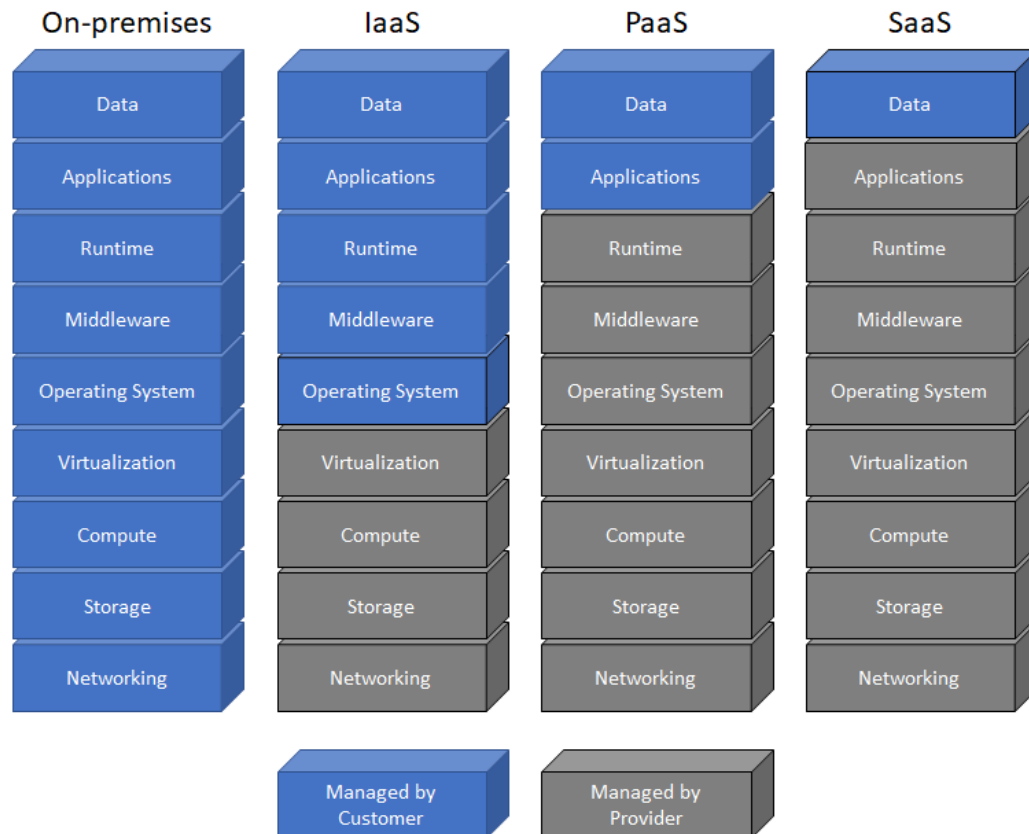 On-premises
IaaS
PaaS
SaaS
Data
Data
Data
Data
Applications
Applications
Applications
Applications
Runtime
Runtime
Runtime
Runtime
Middleware
Middleware
Middleware
Middleware
Operating System
Operating System
Operating System
Operating System
Virtualization
Virtualization
Virtualization
Virtualization
Compute
Compute
Compute
Compute
Storage
Storage
Storage
Storage
Networking
Networking
Networking
Networking
Managed by
Customer
Managed by
Provider